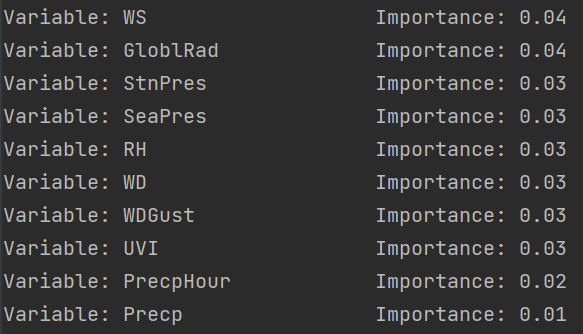 Variable: WS Importance: 0.04
Variable: GloblRad Importance: 0.04
Variable: StnPres Importance: 0.03
Variable: SeaPres Importance: 0.03
Variable: RH Importance: 0.03
Variable: WD Importance: 0.03
Variable: WDGust Importance: 0.03
Variable: UVI Importance: 0.03
Variable: PrecpHour Importance: 0.02
Variable: Precp Importance: 0.01